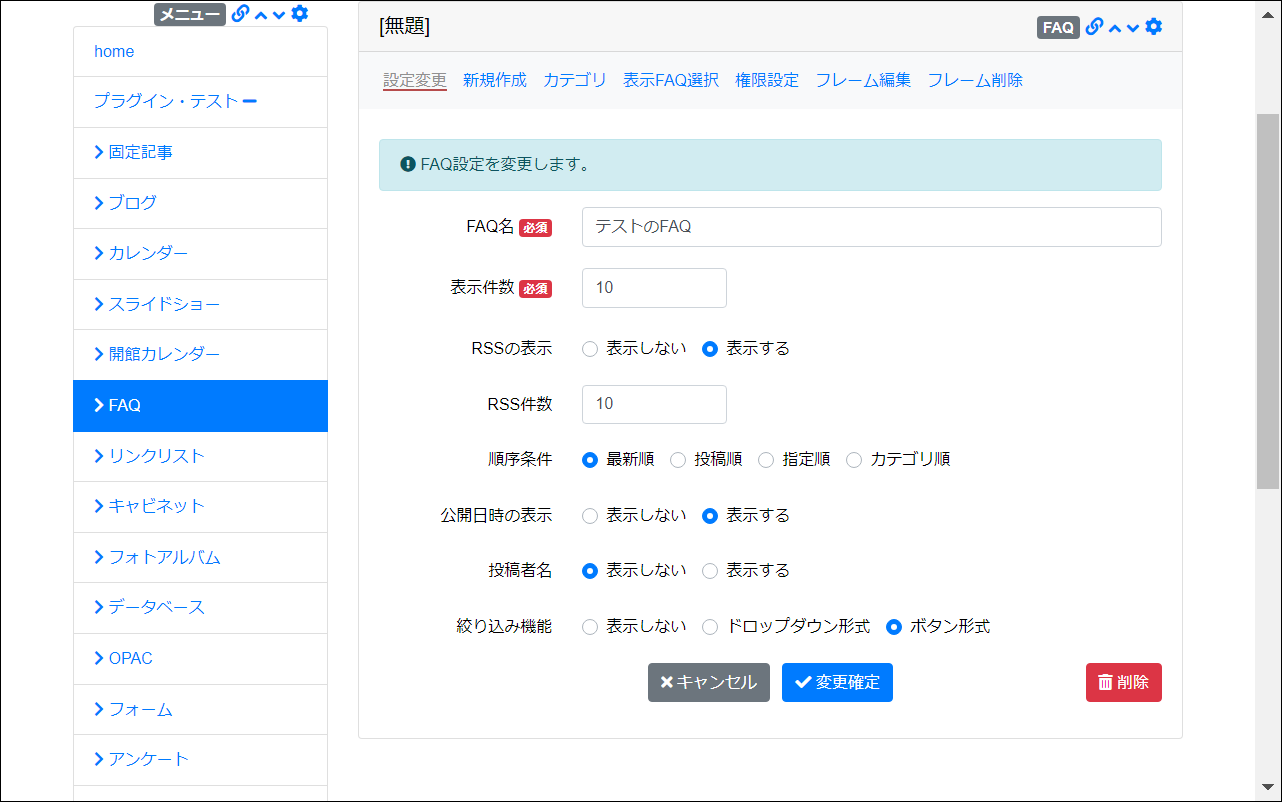 メニュー
home
プラグイン・テスト
固定記事
ブログ
カレンダー
スライドショー
開館カレンダー
FAQ
リンクリスト
キャビネット
フォトアルバム
データベース
OPAC
フォーム
アンケート
[無題]
FAQ
設定変更 新規作成 カテゴリ 表示FAQ選択 権限設定 フレーム編集 フレーム削除
FAQ設定を変更します。
FAQ名 必須 テストのFAQ
表示件数 必須 10
RSSの表示 表示しない 表示する
RSS件数 10
順序条件 最新順 投稿順 指定順 カテゴリ順
公開日時の表示 表示しない 表示する
投稿者名 表示しない 表示する
絞り込み機能 表示しない ドロップダウン形式 ボタン形式
キャンセル 変更確定 削除